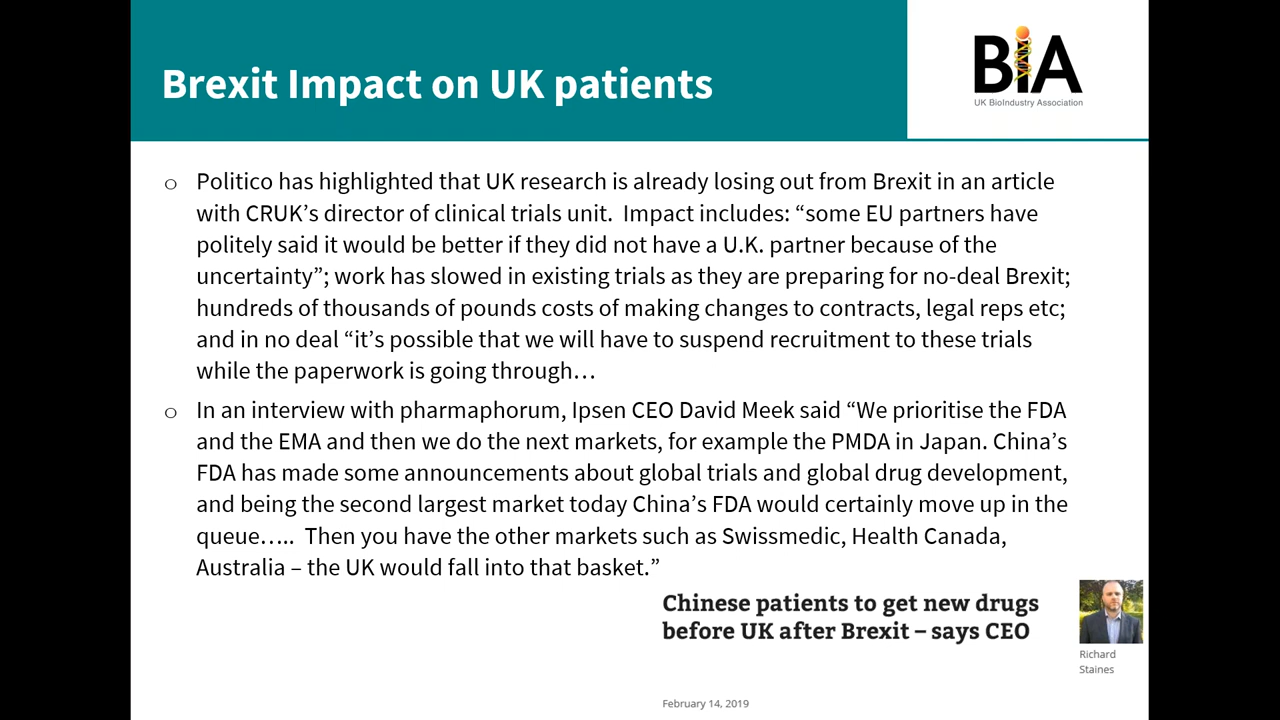 Brexit Impact on UK patients
BiA
UK BioIndustry Association
○ Politico has highlighted that UK research is already losing out from Brexit in an article
with CRUK’s director of clinical trials unit.  Impact includes: “some EU partners have
politely said it would be better if they did not have a U.K. partner because of the
uncertainty”; work has slowed in existing trials as they are preparing for no-deal Brexit;
hundreds of thousands of pounds costs of making changes to contracts, legal reps etc;
and in no deal “it’s possible that we will have to suspend recruitment to these trials
while the paperwork is going through…
○ In an interview with pharmaphorum, Ipsen CEO David Meek said “We prioritise the FDA
and the EMA and then we do the next markets, for example the PMDA in Japan. China’s
FDA has made some announcements about global trials and global drug development,
and being the second largest market today China’s FDA would certainly move up in the
queue…..  Then you have the other markets such as Swissmedic, Health Canada,
Australia – the UK would fall into that basket.”
Chinese patients to get new drugs
before UK after Brexit – says CEO
Richard
Staines
February 14, 2019